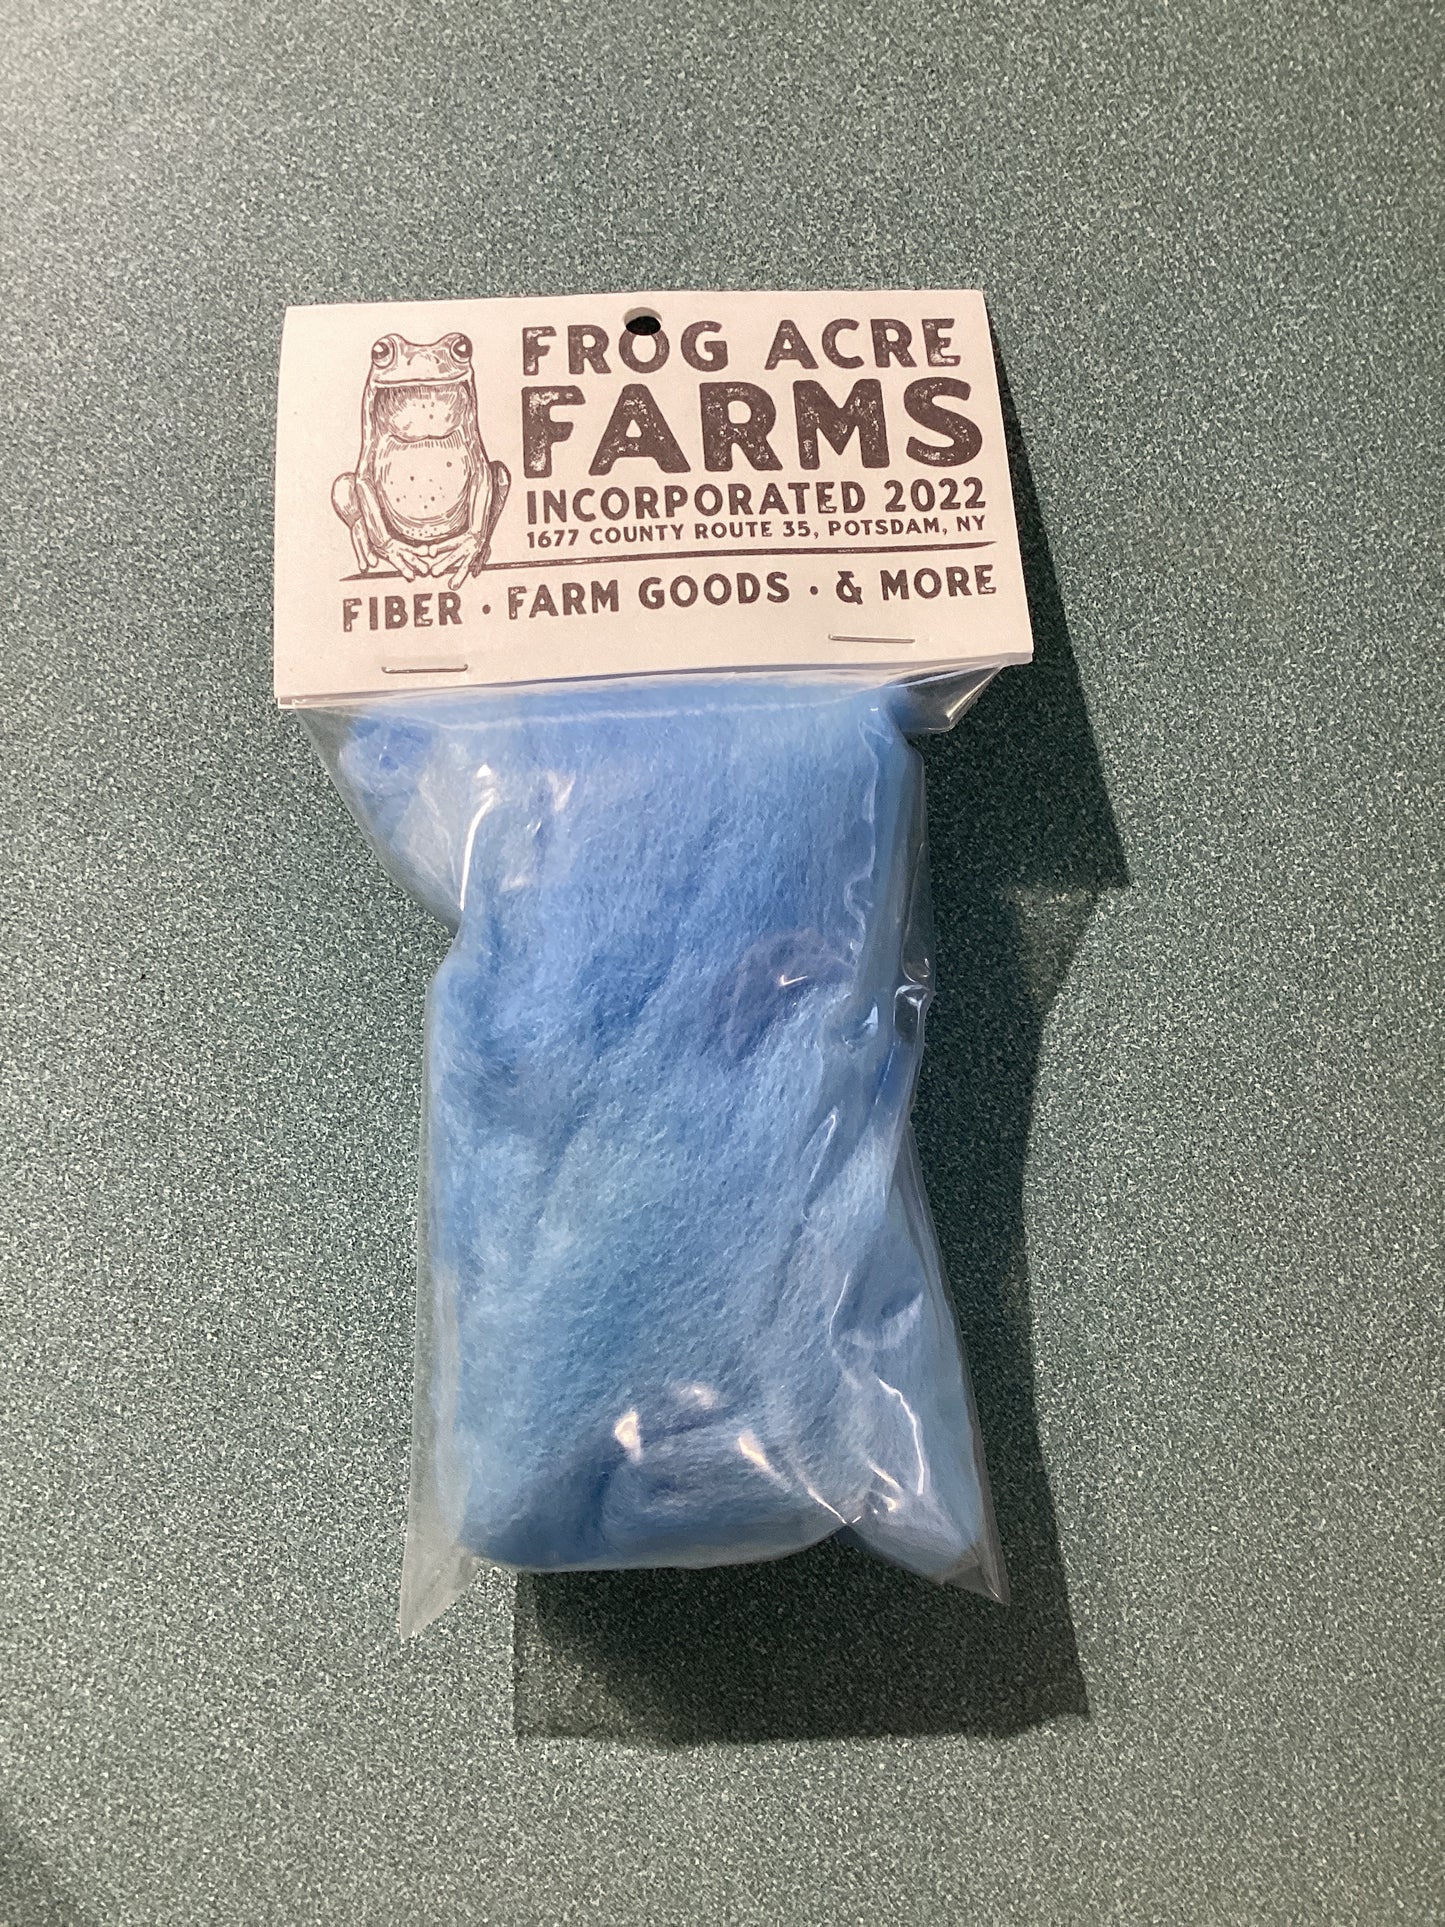 FROG ACRE
FARMS
INCORPORATED 2022
1677 COUNTY ROUTE 35, POTSDAM, NY
FIBER · FARM GOODS · & MORE